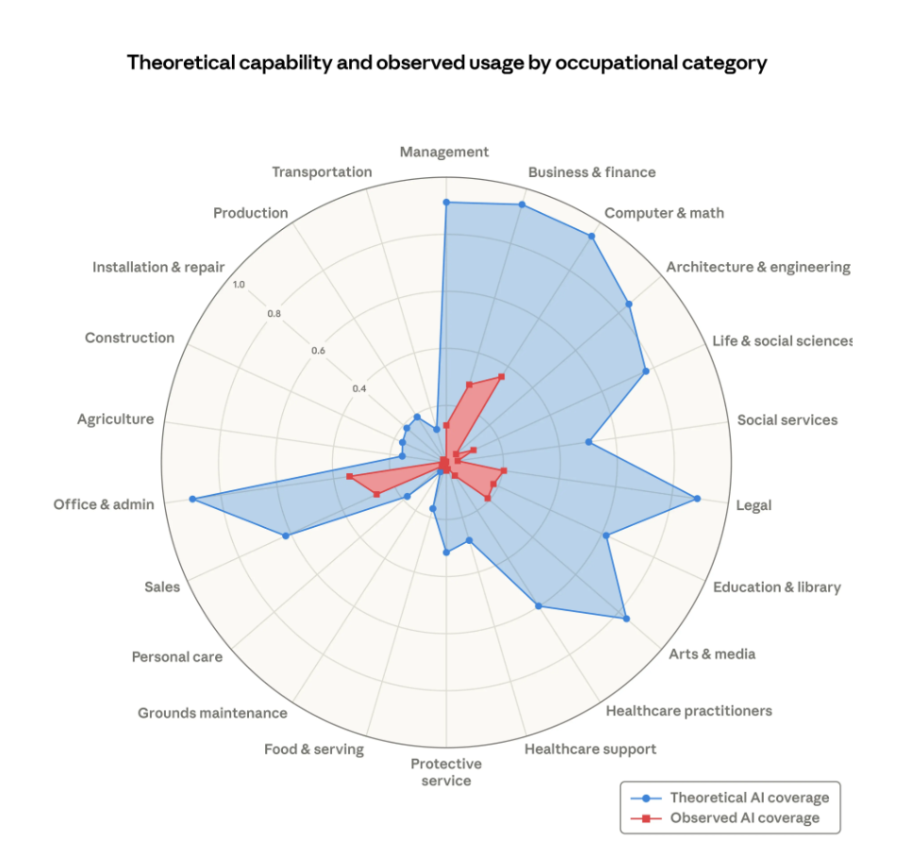 Theoretical capability and observed usage by occupational category
Management
Transportation
Business & finance
Production
Computer & math
Installation & repair
Architecture & engineering
1.0
0.8
Construction
Life & social sciences
0.6
0.4
Agriculture
Social services
Office & admin
Legal
Sales
Education & library
Personal care
Arts & media
Grounds maintenance
Healthcare practitioners
Food & serving
Healthcare support
Protective
service
Theoretical AI coverage
Observed AI coverage